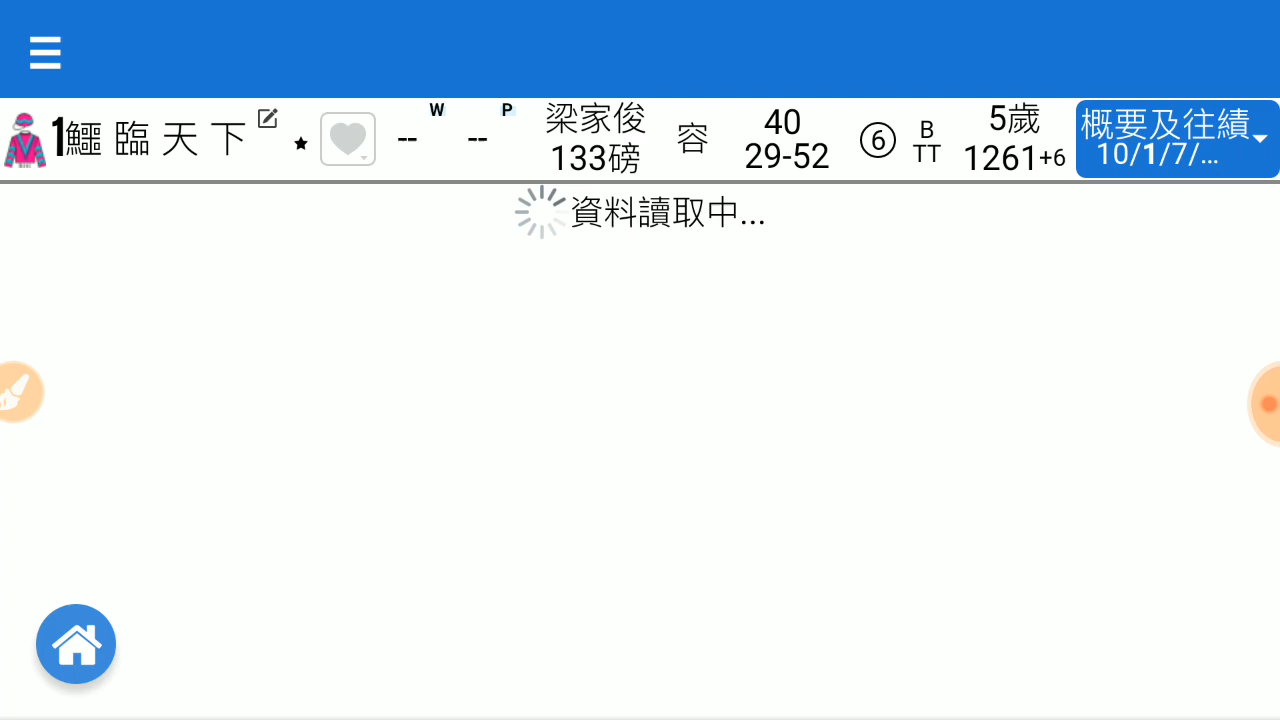 1 鱷臨天下
W
--
P
--
梁家俊
133磅
容
40
29-52
6
B
TT
5歲
1261+6
概要及往績
10/1/7/...
資料讀取中...